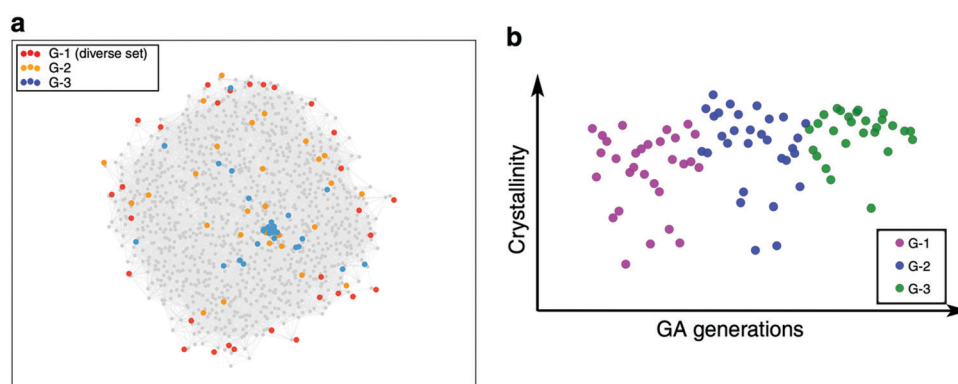 a
G-1 (diverse set)
G-2
G-3
b
Crystallinity
GA generations
G-1
G-2
G-3